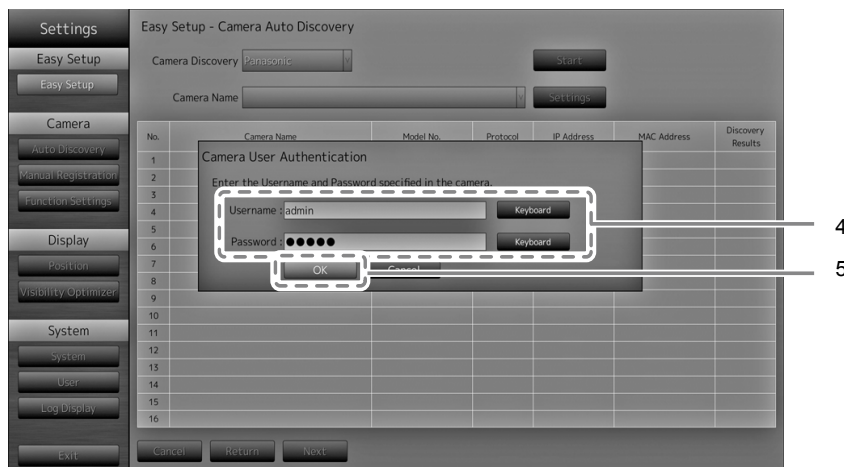 Settings
Easy Setup
Easy Setup
Camera
Auto Discovery
Manual Registration
Function Settings
Display
Position
Visibility Optimizer
System
System
User
Log Display
Exit
Easy Setup - Camera Auto Discovery
Camera Discovery Panasonic Start
Camera Name Settings
No. Camera Name Model No. Protocol IP Address MAC Address Discovery Results
1
2
3
4
5
6
7
8
9
10
11
12
13
14
15
16
Camera User Authentication
Enter the Username and Password specified in the camera.
Username : admin Keyboard
Password : ●●●●● Keyboard
OK Cancel
Cancel Return Next
4
5